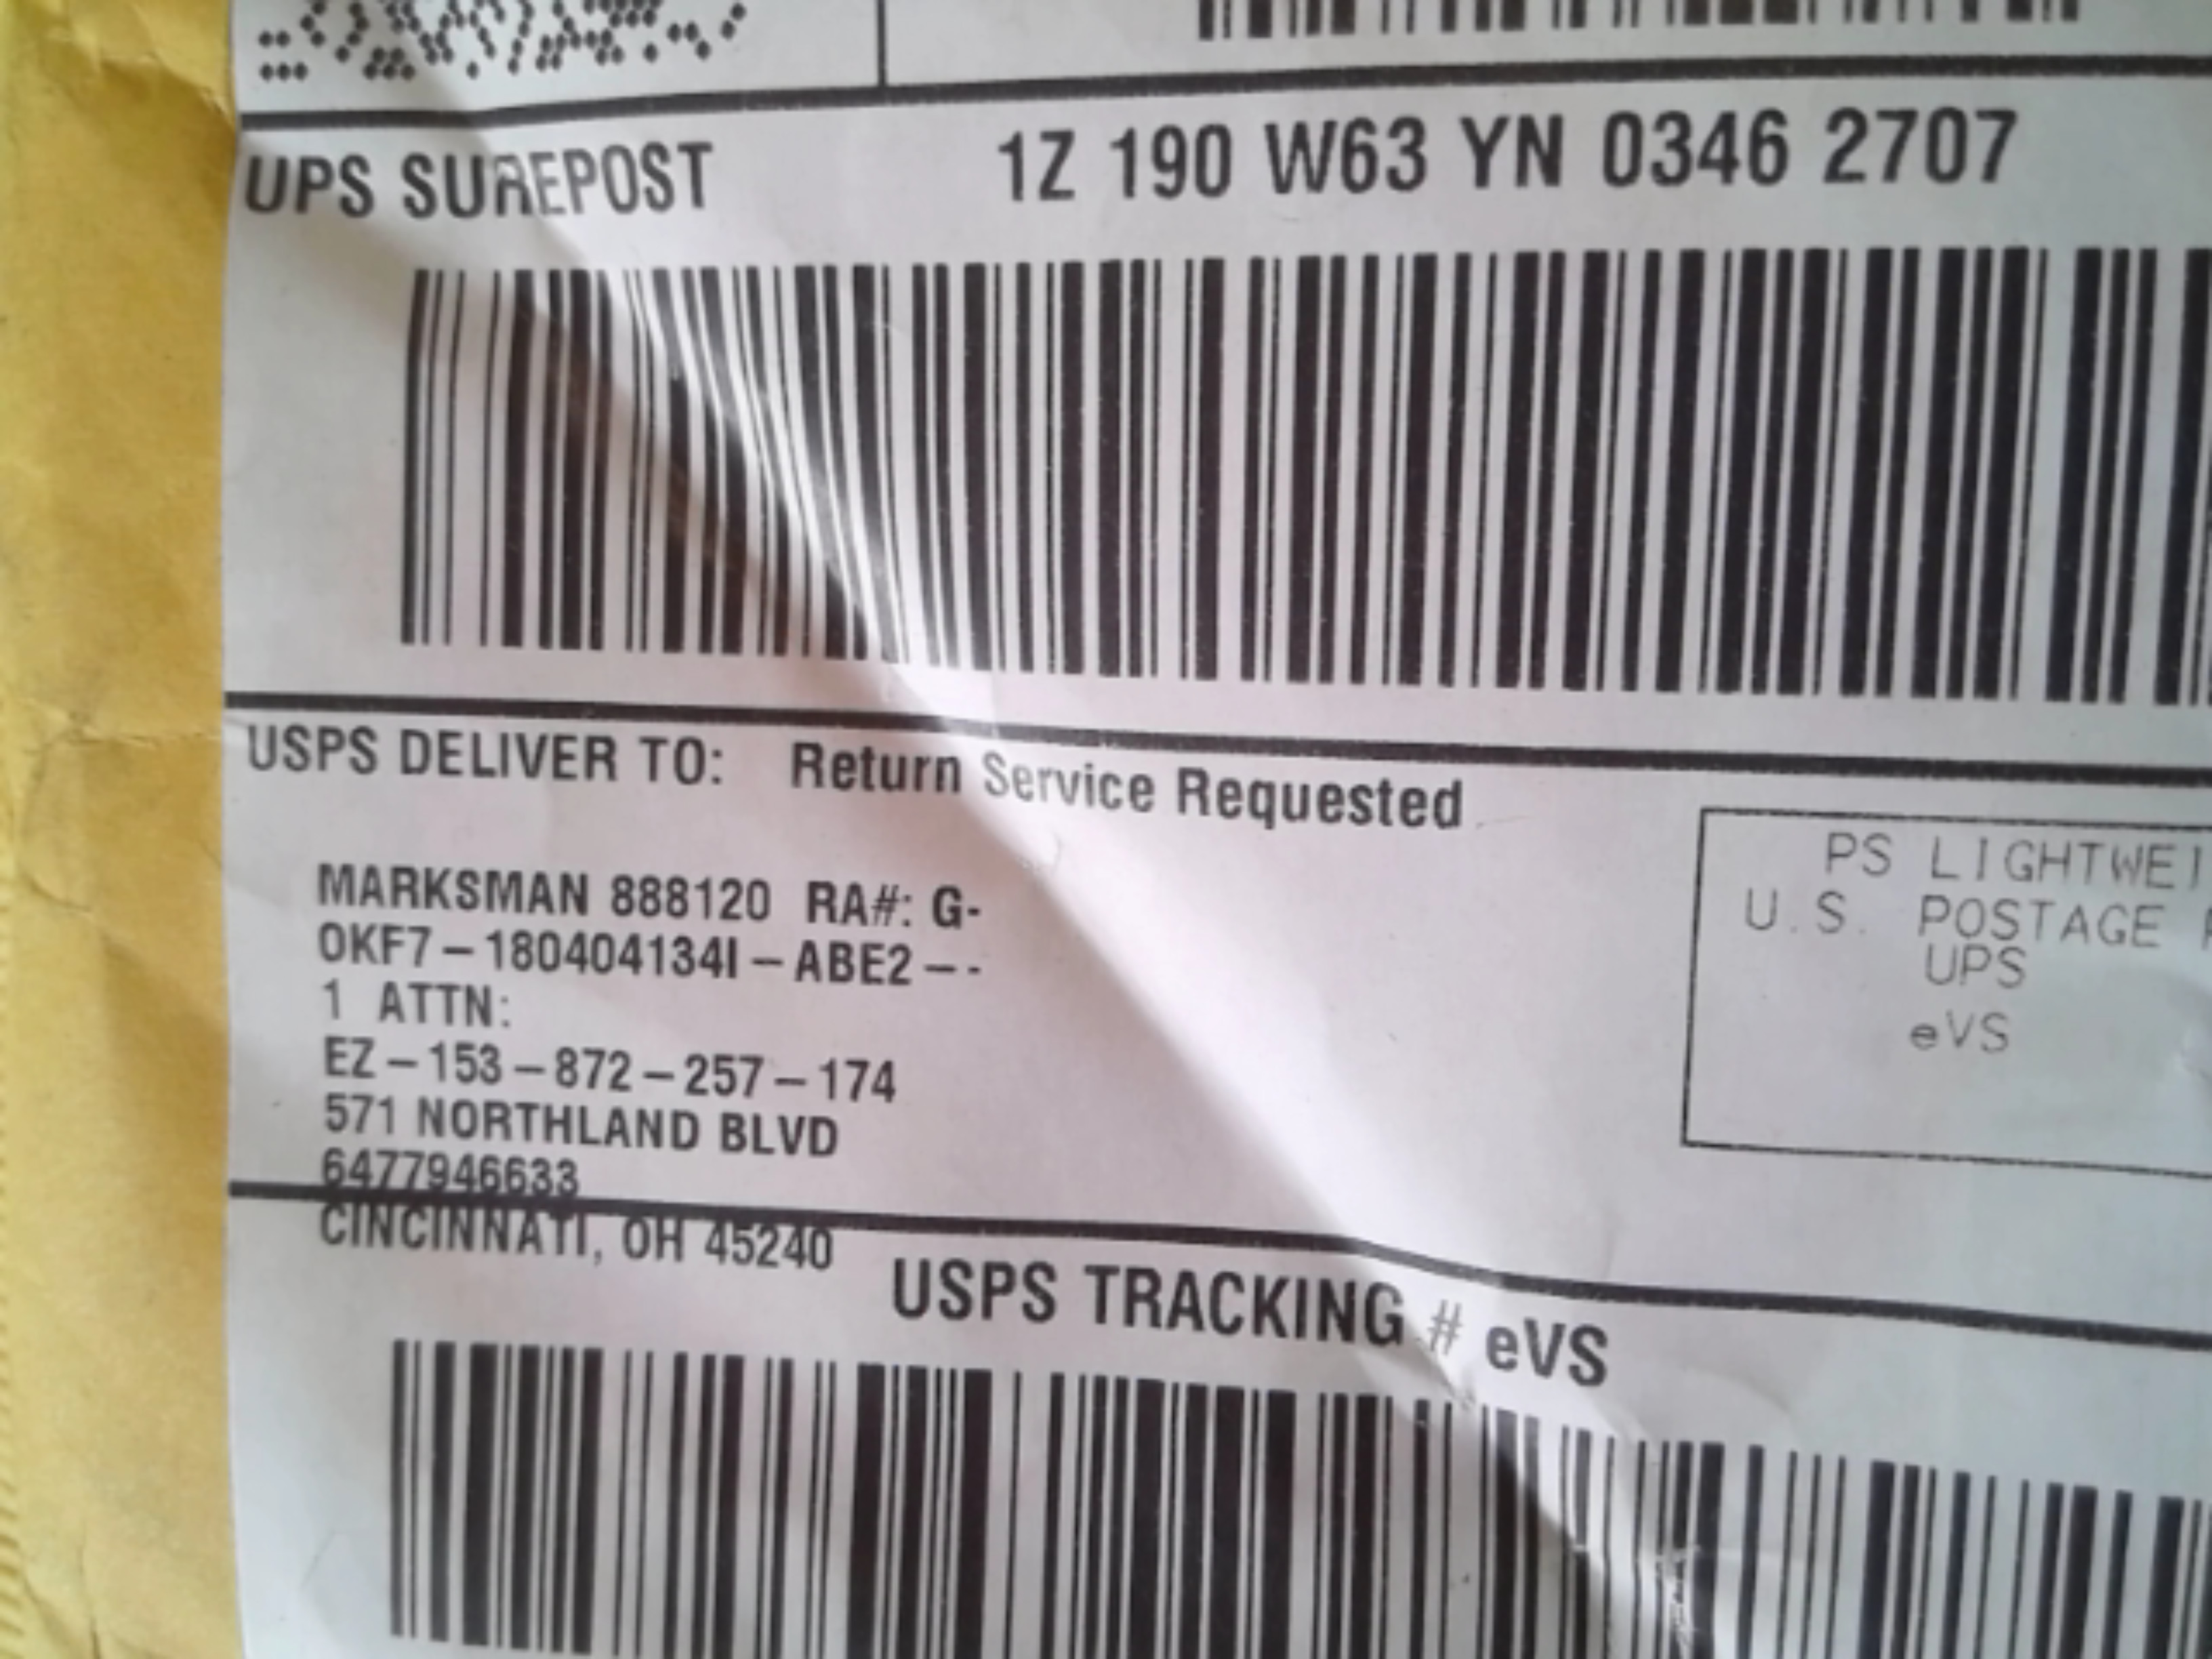 UPS SUREPOST 1Z 190 W63 YN 0346 2707
USPS DELIVER TO: Return Service Requested
MARKSMAN 888120 RA#: G-
OKF7-180404134I-ABE2--
1 ATTN:
EZ-153-872-257-174
571 NORTHLAND BLVD
6477946633
CINCINNATI, OH 45240
PS LIGHTWEI
U.S. POSTAGE
UPS
eVS
USPS TRACKING # eVS